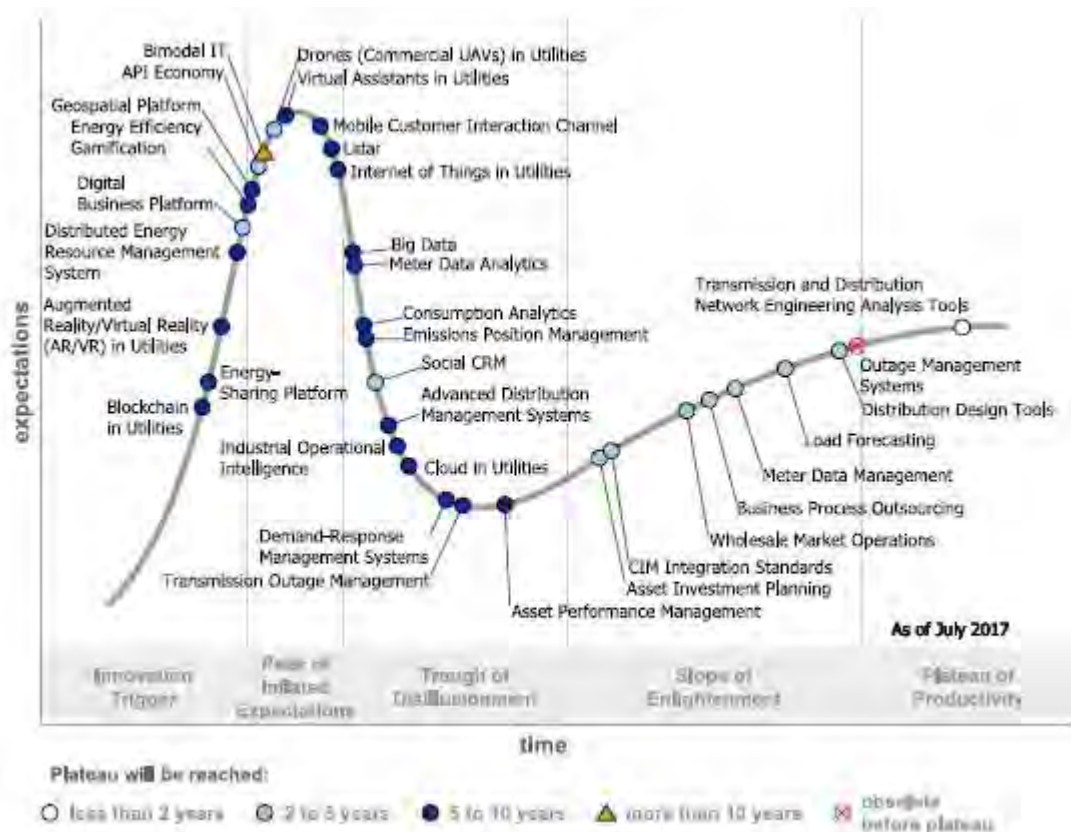 Bimodal IT
API Economy
Drones (Commercial UAVs) in Utilities
Virtual Assistants in Utilities
Geospatial Platform
Energy Efficiency
Gamification
Mobile Customer Interaction Channel
Lidar
Internet of Things in Utilities
Digital
Business Platform
Distributed Energy
Resource Management
System
Big Data
Meter Data Analytics
Transmission and Distribution
Network Engineering Analysis Tools
Augmented
Reality/Virtual Reality
(AR/VR) in Utilities
Consumption Analytics
Emissions Position Management
Social CRM
Outage Management
Systems
Distribution Design Tools
Energy-
Sharing Platform
Blockchain
in Utilities
Advanced Distribution
Management Systems
Load Forecasting
Industrial Operational
Intelligence
Cloud in Utilities
Meter Data Management
Business Process Outsourcing
Demand-Response
Management Systems
Wholesale Market Operations
Transmission Outage Management
CIM Integration Standards
Asset Investment Planning
Asset Performance Management
expectations
As of July 2017
Innovation
Trigger
Peak of
Inflated
Expectations
Trough of
Disillusionment
Slope of
Enlightenment
Plateau of
Productivity
time
Plateau will be reached:
less than 2 years
2 to 5 years
5 to 10 years
more than 10 years
obsolete
before plateau